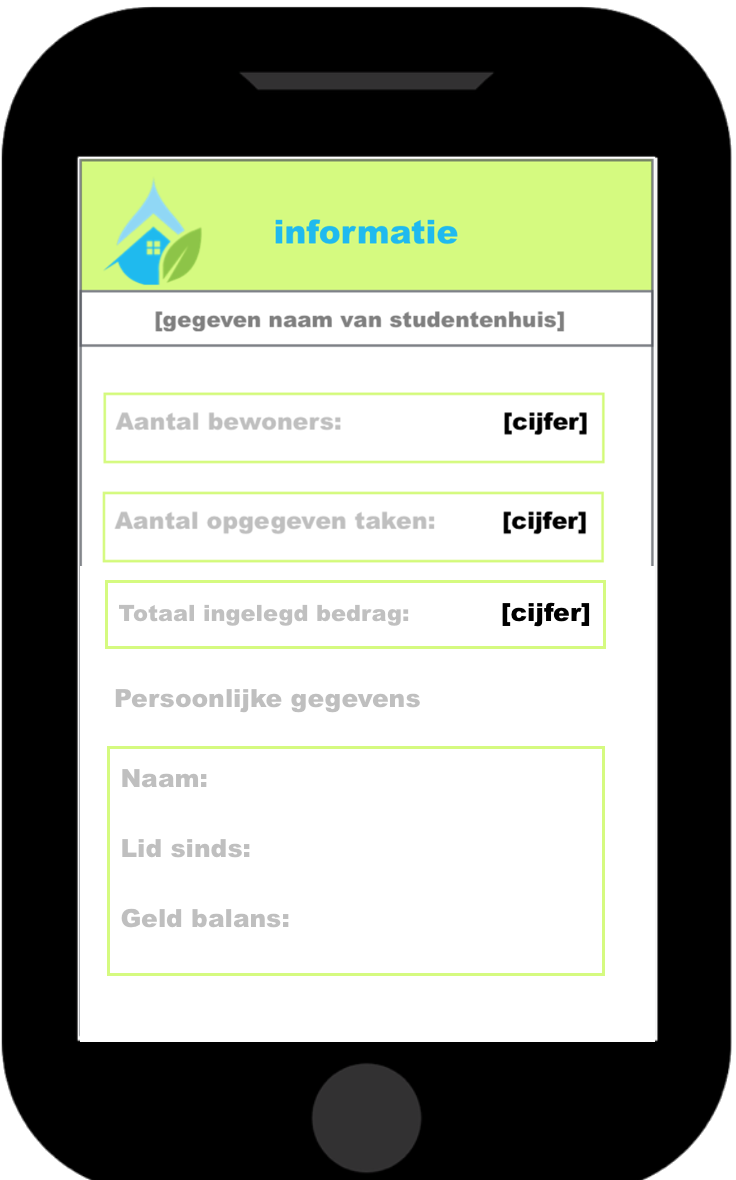 informatie
[gegeven naam van studentenhuis]
Aantal bewoners: [cijfer]
Aantal opgegeven taken: [cijfer]
Totaal ingelegd bedrag: [cijfer]
Persoonlijke gegevens
Naam:
Lid sinds:
Geld balans: